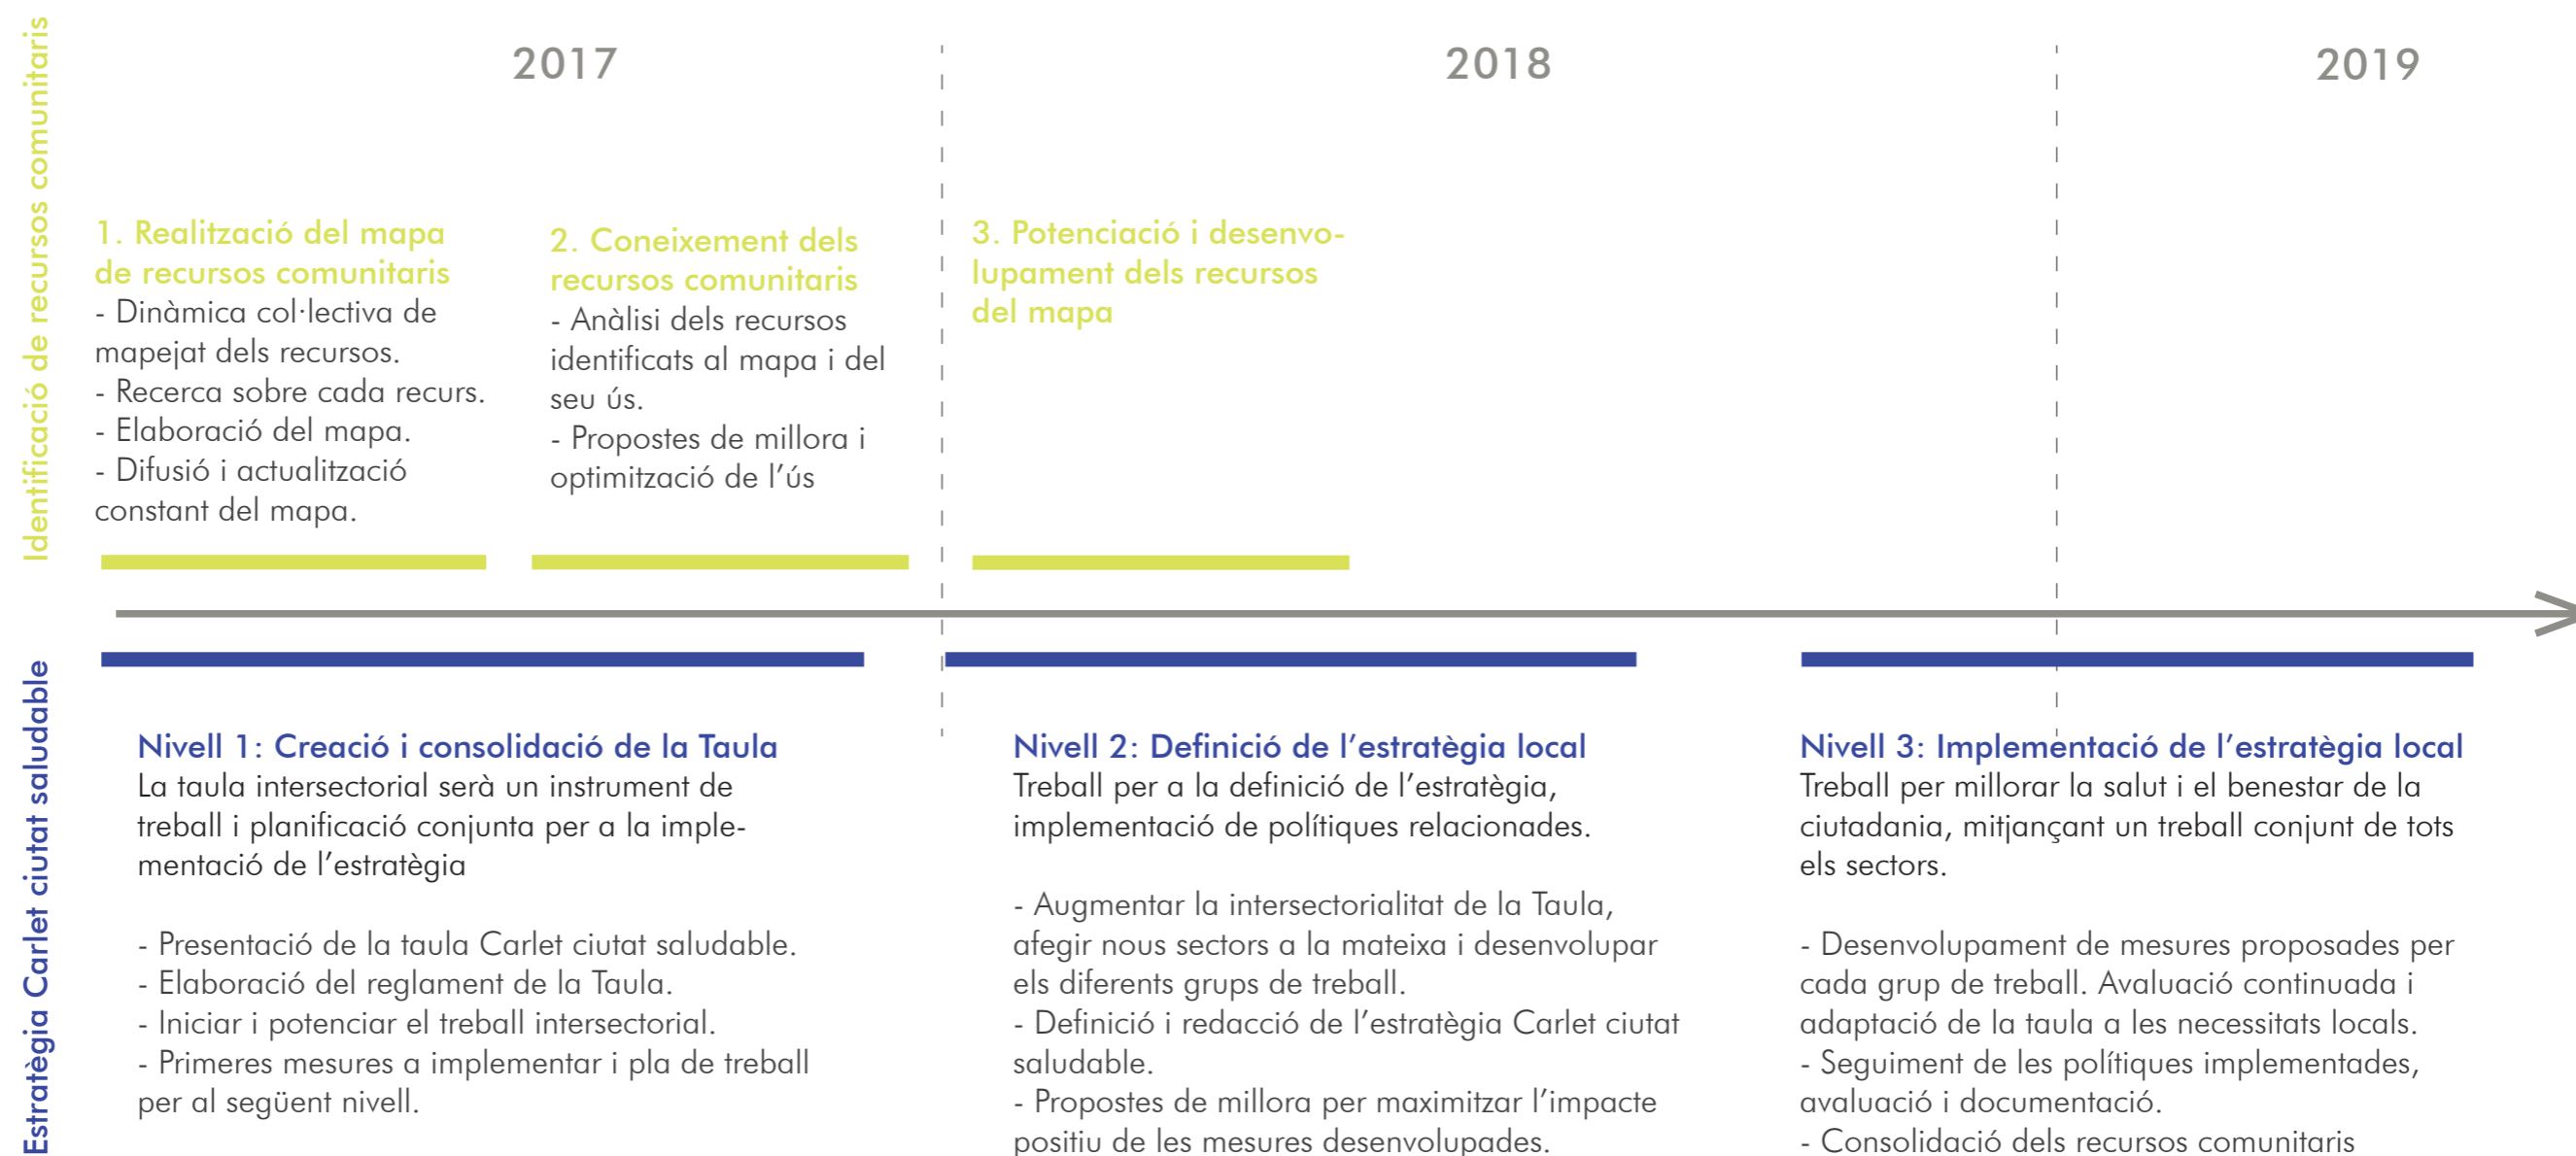 Identificació de recursos comunitaris
2017
2018
2019
1. Realització del mapa
de recursos comunitaris
- Dinàmica col·lectiva de
mapejat dels recursos.
- Recerca sobre cada recurs.
- Elaboració del mapa.
- Difusió i actualització
constant del mapa.
2. Coneixement dels
recursos comunitaris
- Anàlisi dels recursos
identificats al mapa i del
seu ús.
- Propostes de millora i
optimització de l’ús
3. Potenciació i desenvo-
lupament dels recursos
del mapa
Estratègia Carlet ciutat saludable
Nivell 1: Creació i consolidació de la Taula
La taula intersectorial serà un instrument de
treball i planificació conjunta per a la imple-
mentació de l’estratègia
- Presentació de la taula Carlet ciutat saludable.
- Elaboració del reglament de la Taula.
- Iniciar i potenciar el treball intersectorial.
- Primeres mesures a implementar i pla de treball
per al següent nivell.
Nivell 2: Definició de l’estratègia local
Treball per a la definició de l’estratègia,
implementació de polítiques relacionades.
- Augmentar la intersectorialitat de la Taula,
afegir nous sectors a la mateixa i desenvolupar
els diferents grups de treball.
- Definició i redacció de l’estratègia Carlet ciutat
saludable.
- Propostes de millora per maximitzar l’impacte
positiu de les mesures desenvolupades.
Nivell 3: Implementació de l’estratègia local
Treball per millorar la salut i el benestar de la
ciutadania, mitjançant un treball conjunt de tots
els sectors.
- Desenvolupament de mesures proposades per
cada grup de treball. Avaluació continuada i
adaptació de la taula a les necessitats locals.
- Seguiment de les polítiques implementades,
avaluació i documentació.
- Consolidació dels recursos comunitaris